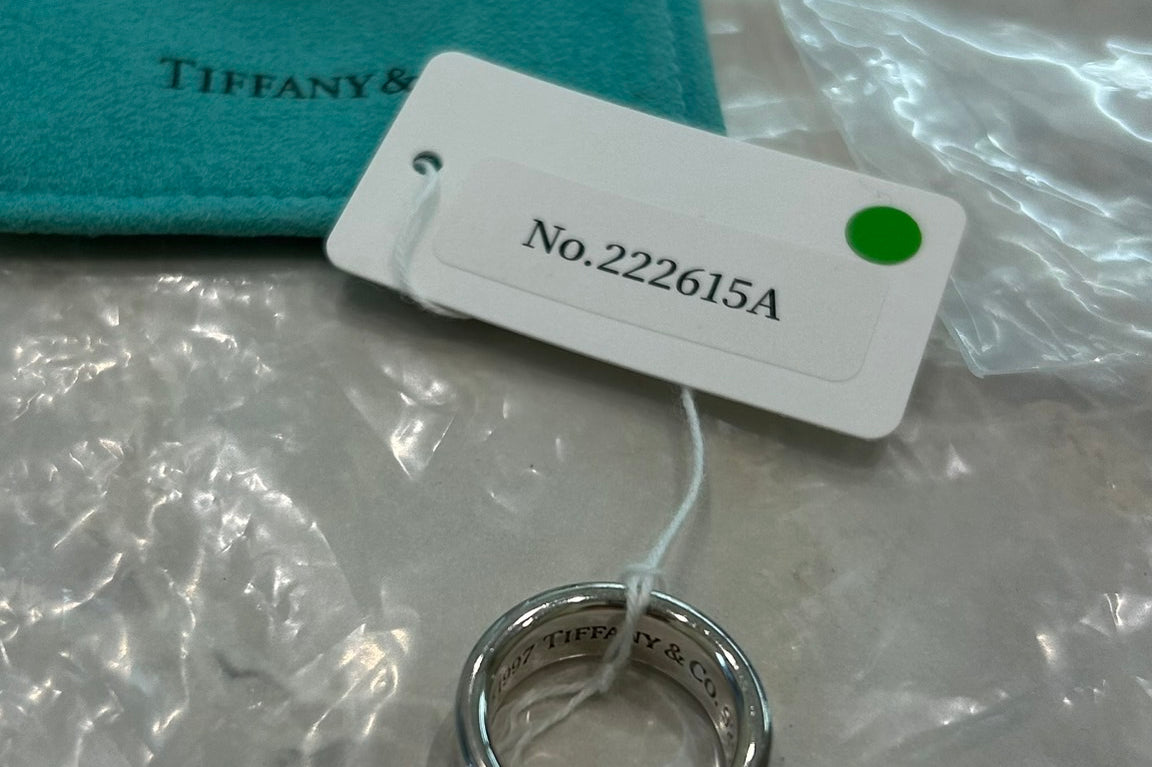 TIFFANY &
No.222615A
1997 TIFFANY & CO. S